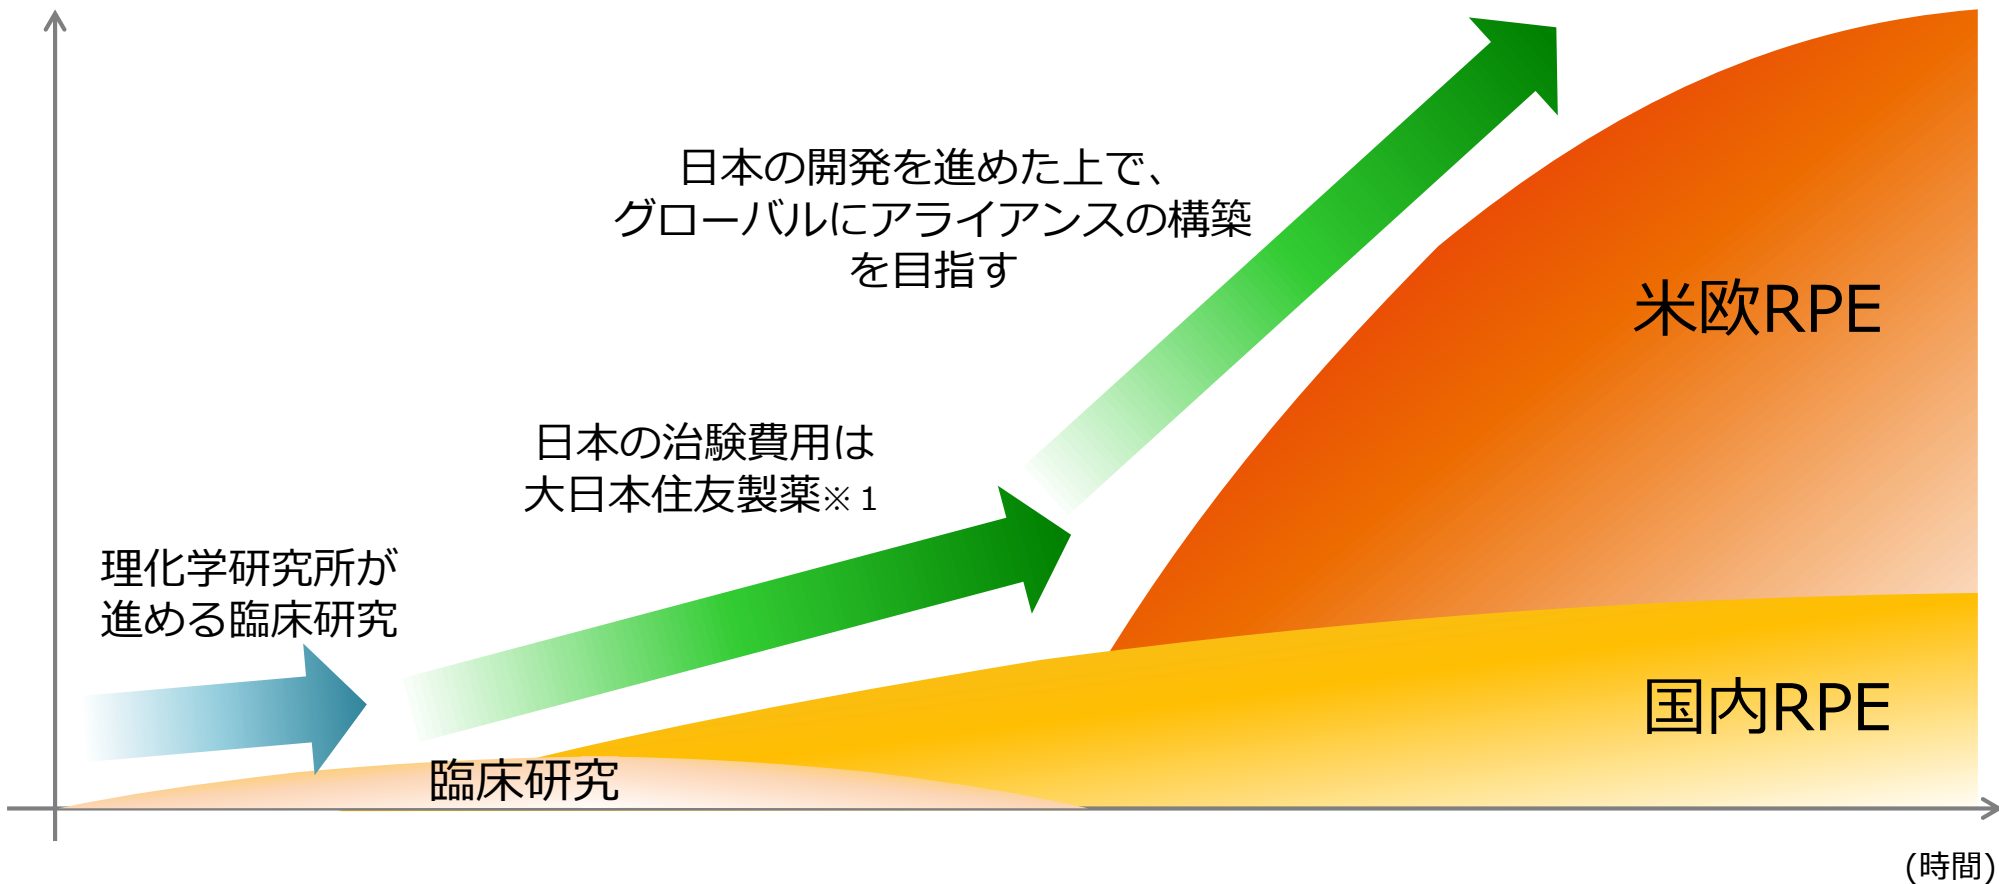 日本の開発を進めた上で、
グローバルにアライアンスの構築
を目指す
米欧RPE
日本の治験費用は
大日本住友製薬※1
理化学研究所が
進める臨床研究
国内RPE
臨床研究
(時間)